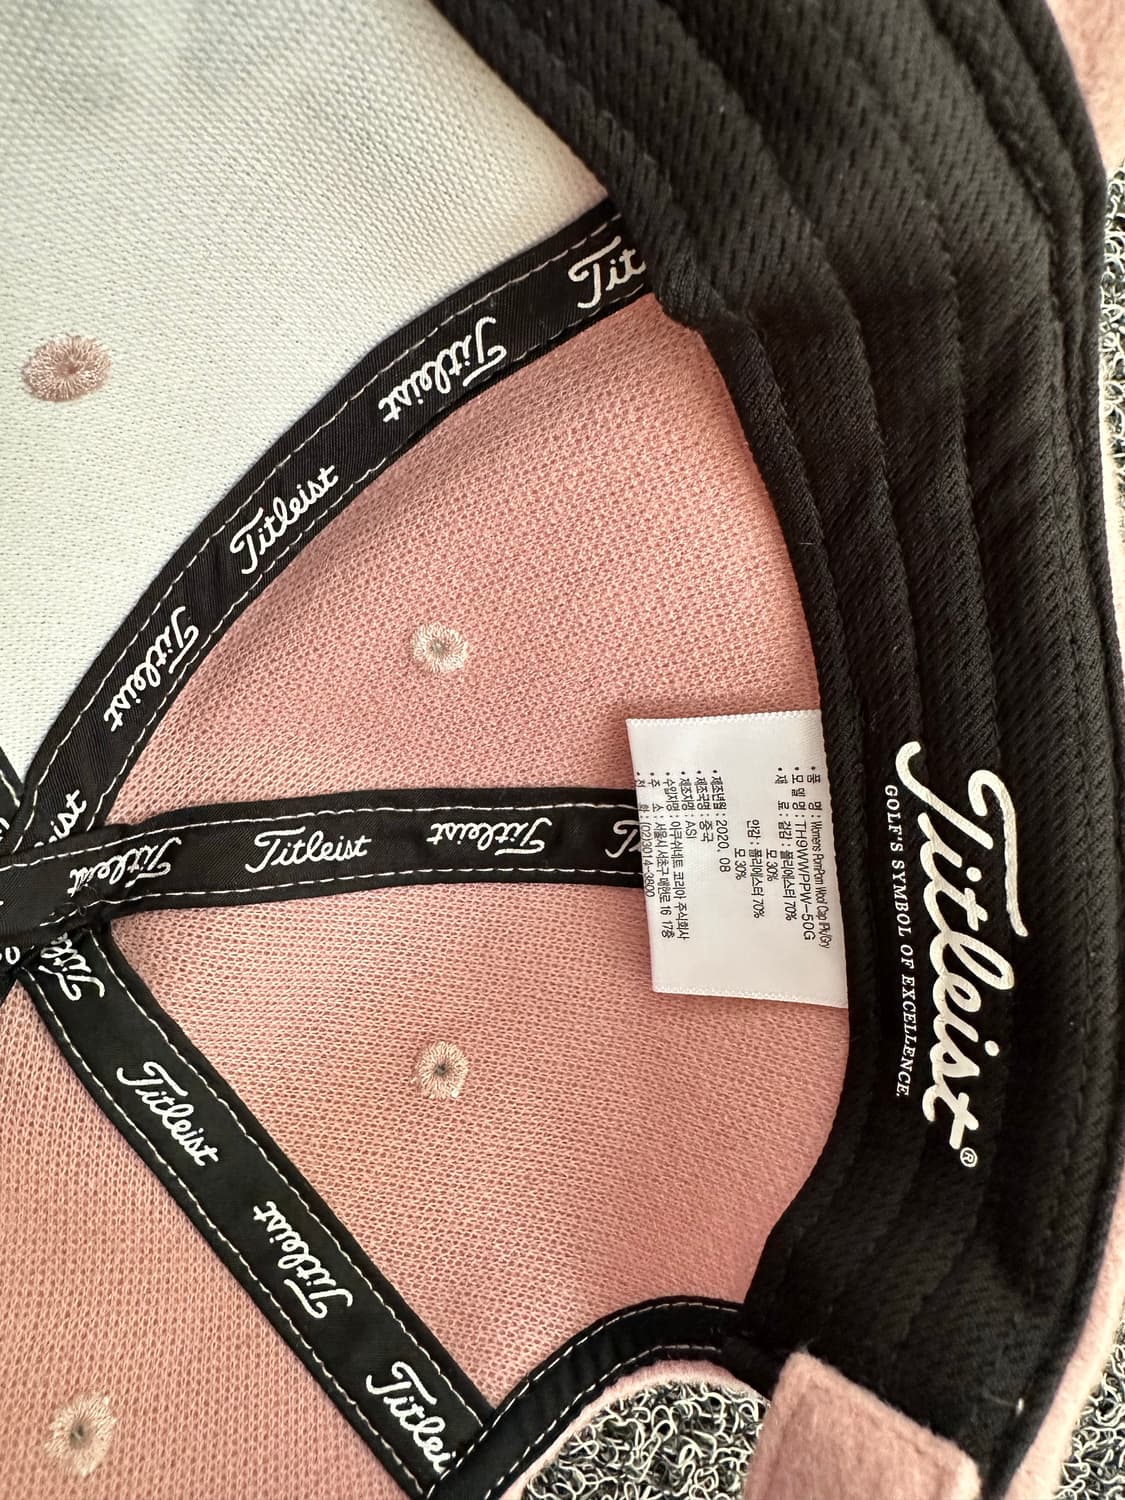 Titleist
Titleist
Titleist
Titleist
Titleist
Titleist
Titleist
Titleist
Titleist
Titleist®
GOLF'S SYMBOL OF EXCELLENCE.
•품 명 : Womens PomPom Wool Cap IPk/Gry
•모 델 명 : TH9WWPPW-50G
•재 료 : 겉감 : 폴리에스터 70%
모 30%
안감 : 폴리에스터 70%
모 30%
•제조년월 : 2020. 08
•제조국명 : 중국
•제조자명 : ASI
•수입자명 : 아쿠쉬네트 코리아 주식회사
•주 소 : 서울시 서초구 매헌로 16 17층
•전 화 : (02)3014-3800